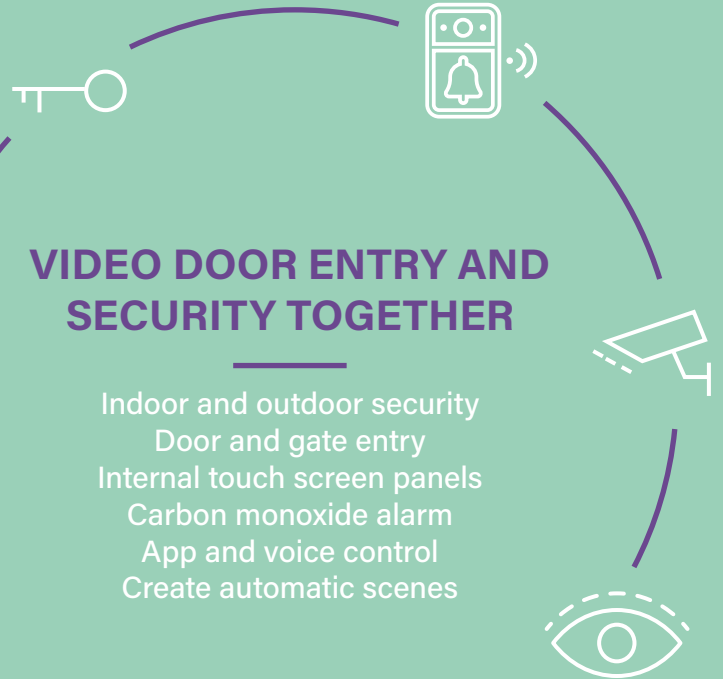 VIDEO DOOR ENTRY AND
SECURITY TOGETHER
Indoor and outdoor security
Door and gate entry
Internal touch screen panels
Carbon monoxide alarm
App and voice control
Create automatic scenes